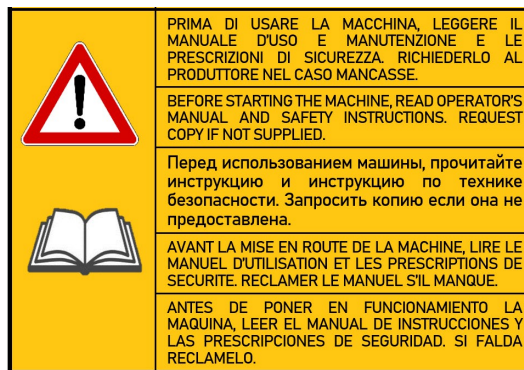 PRIMA DI USARE LA MACCHINA, LEGGERE IL
MANUALE D'USO E MANUTENZIONE E LE
PRESCRIZIONI DI SICUREZZA. RICHIEDERLO AL
PRODUTTORE NEL CASO MANCASSE.
BEFORE STARTING THE MACHINE, READ OPERATOR'S
MANUAL AND SAFETY INSTRUCTIONS. REQUEST
COPY IF NOT SUPPLIED.
Перед использованием машины, прочитайте
инструкцию и инструкцию по технике
безопасности. Запросить копию если она не
предоставлена.
AVANT LA MISE EN ROUTE DE LA MACHINE, LIRE LE
MANUEL D'UTILISATION ET LES PRESCRIPTIONS DE
SECURITE. RECLAMER LE MANUEL S'IL MANQUE.
ANTES DE PONER EN FUNCIONAMIENTO LA
MAQUINA, LEER EL MANUAL DE INSTRUCCIONES Y
LAS PRESCRIPCIONES DE SEGURIDAD. SI FALDA
RECLAMELO.